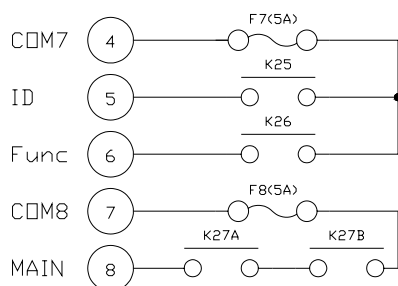 F7(5A)
COM7 4
K25
ID 5
K26
Func 6
F8(5A)
COM8 7
K27A K27B
MAIN 8